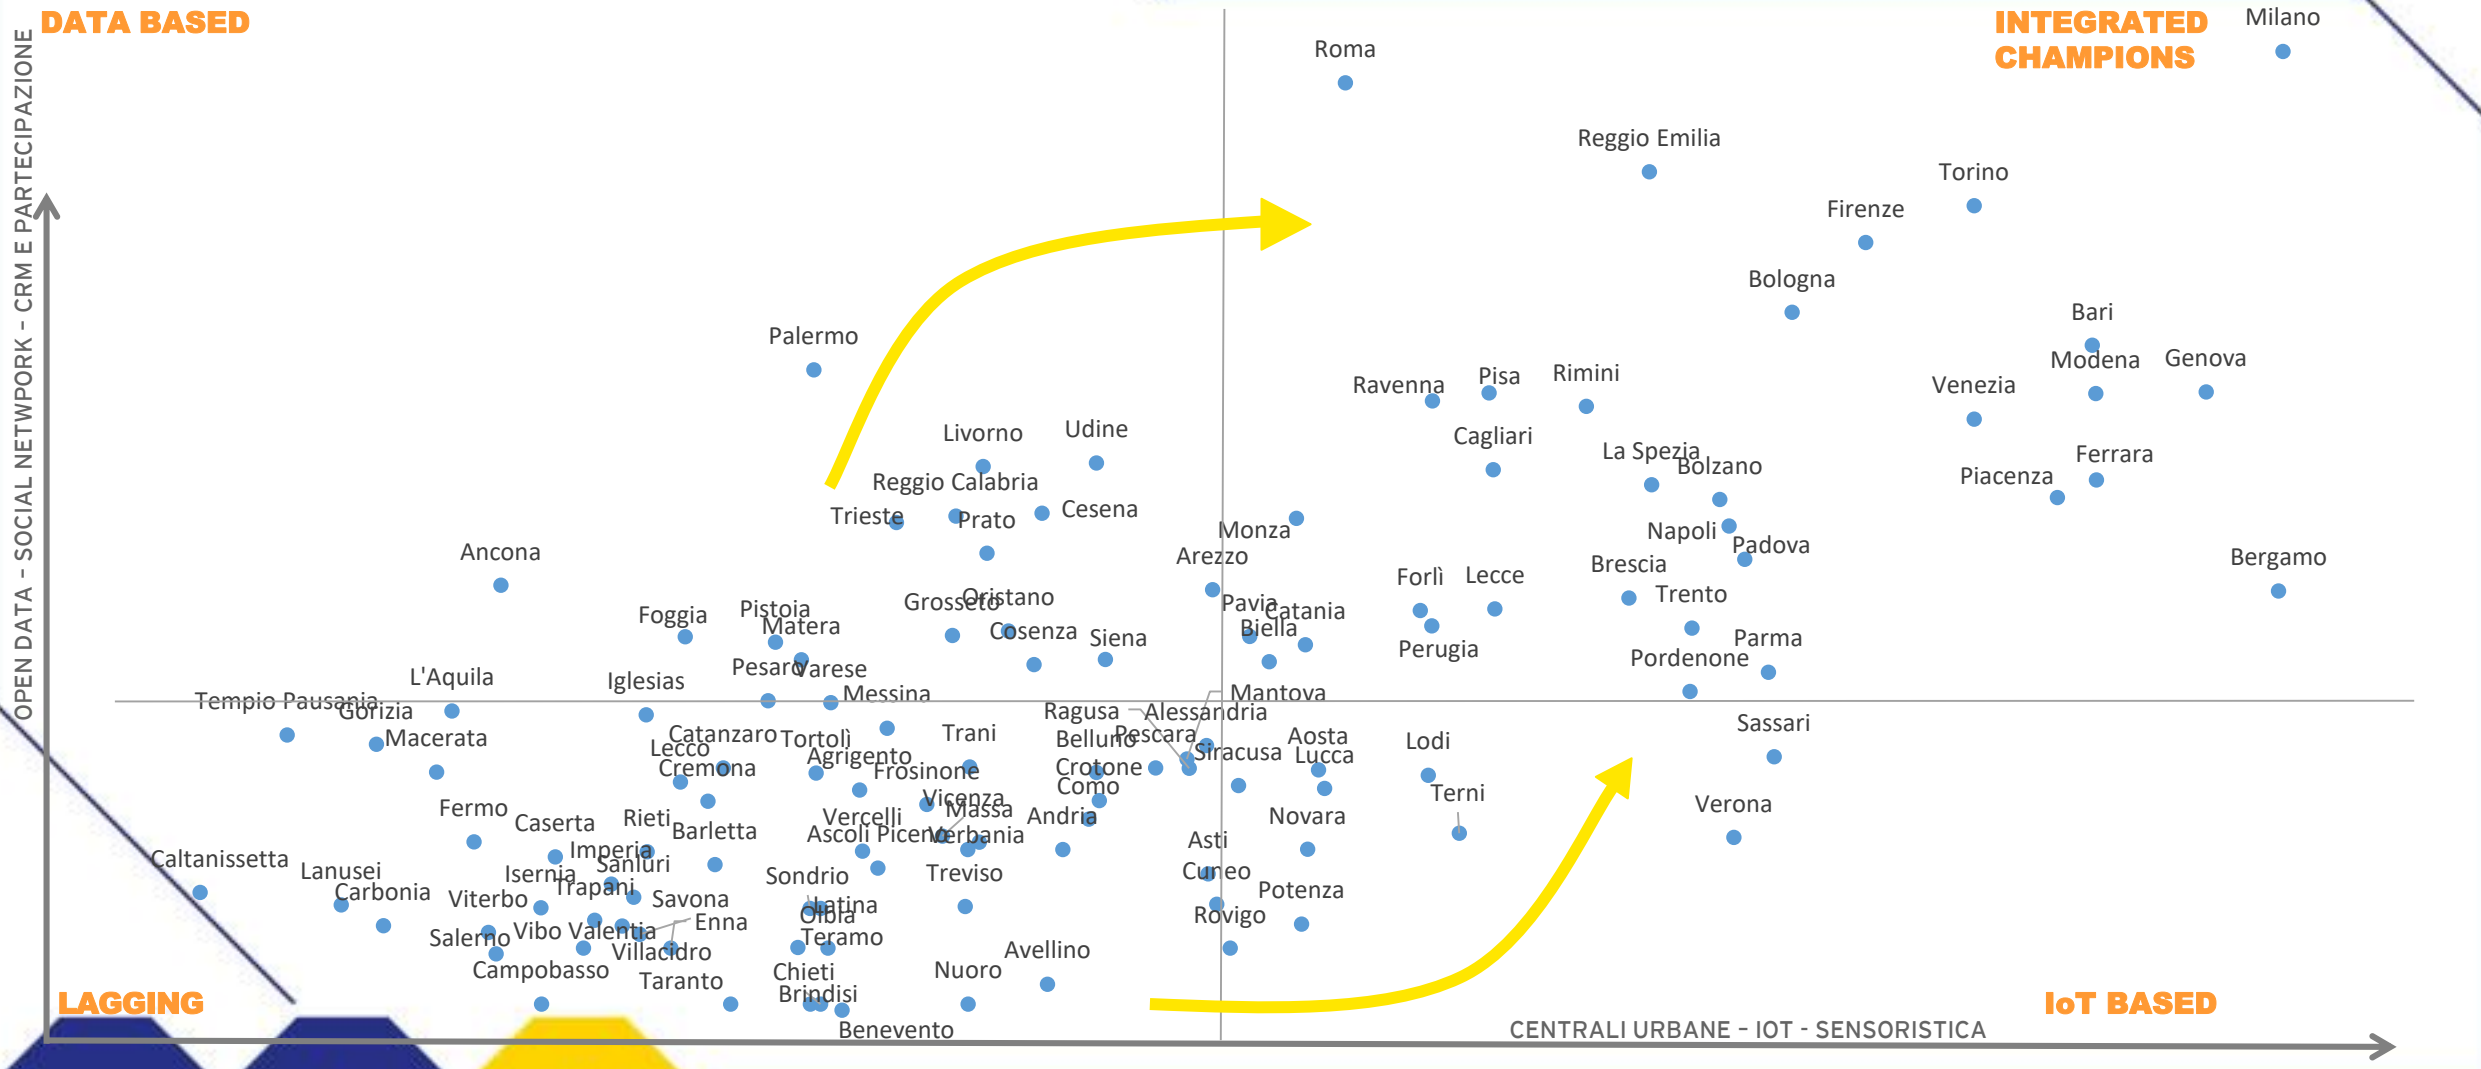 DATA BASED
INTEGRATED
CHAMPIONS
OPEN DATA – SOCIAL NETWPORK – CRM E PARTECIPAZIONE
Milano
Roma
Reggio Emilia
Torino
Firenze
Bologna
Bari
Palermo
Modena
Genova
Ravenna
Pisa
Rimini
Venezia
Livorno
Udine
Cagliari
La Spezia
Bolzano
Ferrara
Piacenza
Reggio Calabria
Trieste
Prato
Cesena
Monza
Napoli
Padova
Ancona
Arezzo
Brescia
Bergamo
Forlì
Lecce
Trento
Grosseto
Oristano
Pavia
Catania
Foggia
Pistoia
Matera
Cosenza
Siena
Biella
Perugia
Parma
Pordenone
L'Aquila
Iglesias
Pesaro
Varese
Messina
Mantova
Tempio Pausania
Gorizia
Ragusa
Alessandria
Sassari
Macerata
Catanzaro
Tortolì
Trani
Belluno
Pescara
Aosta
Lodi
Lecco
Agrigento
Siracusa
Lucca
Cremona
Frosinone
Crotone
Como
Terni
Verona
Fermo
Caserta
Rieti
Barletta
Vercelli
Vicenza
Massa
Andria
Novara
Ascoli Piceno
Verbania
Asti
Caltanissetta
Lanusei
Imperia
Sanluri
Isernia
Trapani
Sondrio
Treviso
Cuneo
Carbonia
Viterbo
Savona
Latina
Olbia
Potenza
Rovigo
Salerno
Vibo Valentia
Enna
Teramo
Villacidro
Avellino
Campobasso
Taranto
Chieti
Nuoro
Brindisi
Benevento
LAGGING
IoT BASED
CENTRALI URBANE – IOT - SENSORISTICA